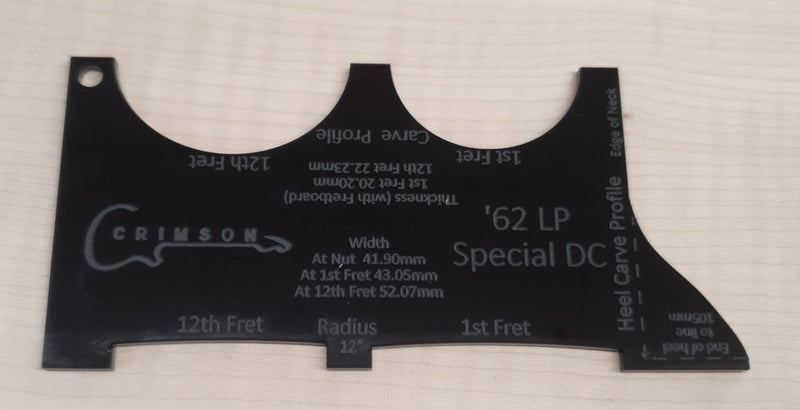 Carve Profile
12th Fret
1st Fret
Thickness (with Fretboard)
1st Fret 20.20mm
12th Fret 22.23mm
CRIMSON
'62 LP
Special DC
Width
At Nut 41.90mm
At 1st Fret 43.05mm
At 12th Fret 52.07mm
12th Fret
Radius
12"
1st Fret
Heel Carve Profile
Edge of Neck
End of heel
to line
105mm